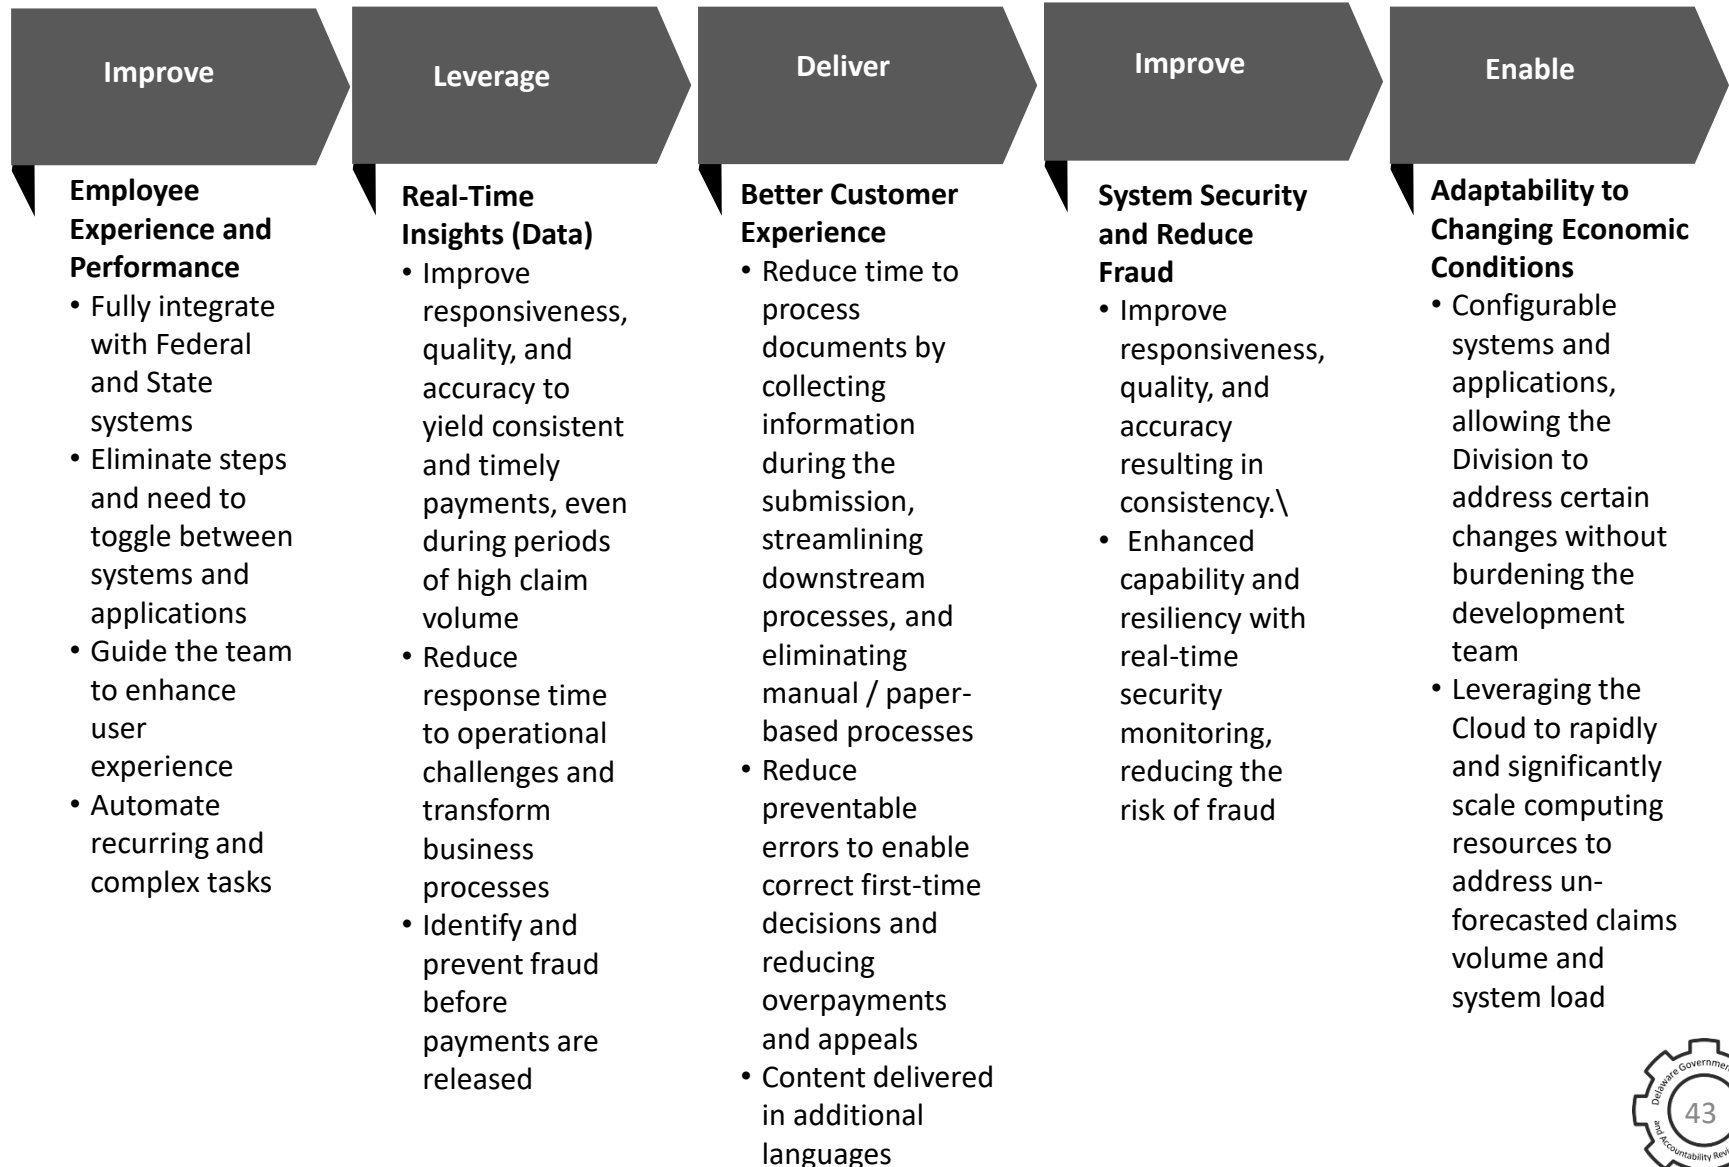 Improve
Employee
Experience and
Performance
• Fully integrate
with Federal
and State
systems
• Eliminate steps
and need to
toggle between
systems and
applications
• Guide the team
to enhance
user
experience
• Automate
recurring and
complex tasks
Leverage
Real-Time
Insights (Data)
• Improve
responsiveness,
quality, and
accuracy to
yield consistent
and timely
payments, even
during periods
of high claim
volume
• Reduce
response time
to operational
challenges and
transform
business
processes
• Identify and
prevent fraud
before
payments are
released
Deliver
Better Customer
Experience
• Reduce time to
process
documents by
collecting
information
during the
submission,
streamlining
downstream
processes, and
eliminating
manual / paper-
based processes
• Reduce
preventable
errors to enable
correct first-time
decisions and
reducing
overpayments
and appeals
• Content delivered
in additional
languages
Improve
System Security
and Reduce
Fraud
• Improve
responsiveness,
quality, and
accuracy
resulting in
consistency.\
• Enhanced
capability and
resiliency with
real-time
security
monitoring,
reducing the
risk of fraud
Enable
Adaptability to
Changing Economic
Conditions
• Configurable
systems and
applications,
allowing the
Division to
address certain
changes without
burdening the
development
team
• Leveraging the
Cloud to rapidly
and significantly
scale computing
resources to
address un-
forecasted claims
volume and
system load
Delaware
43
and Accountability